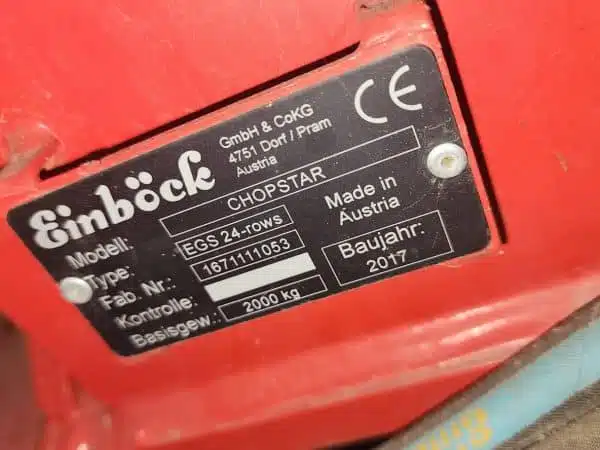 Einböck
GmbH & CoKG
4751 Dorf / Pram
Austria
CE
Modell: CHOPSTAR
Type: EGS 24-rows
Fab. Nr.: 1671111053
Kontrolle:
Basisgew.: 2000 kg
Made in
Austria
Baujahr:
2017